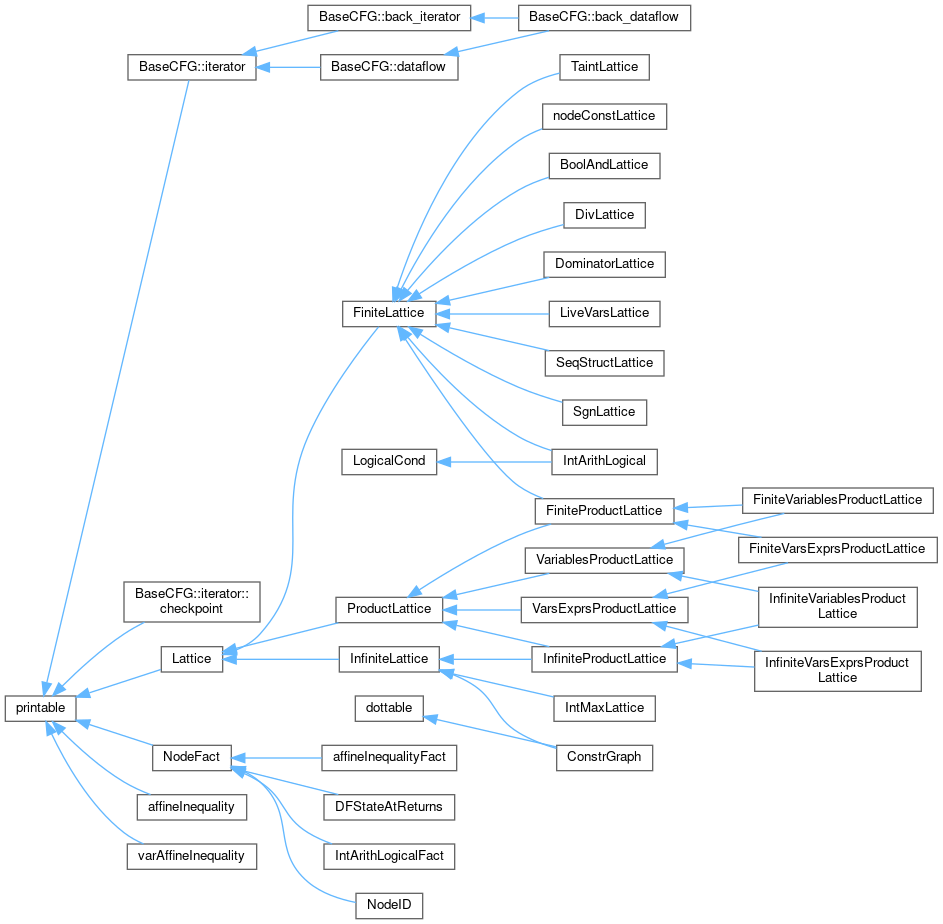 BaseCFG::back_iterator
BaseCFG::back_dataflow
BaseCFG::iterator
BaseCFG::dataflow
TaintLattice
nodeConstLattice
BoolAndLattice
DivLattice
DominatorLattice
FiniteLattice
LiveVarsLattice
SeqStructLattice
SgnLattice
LogicalCond
IntArithLogical
FiniteProductLattice
FiniteVariablesProductLattice
FiniteVarsExprsProductLattice
VariablesProductLattice
BaseCFG::iterator::
checkpoint
ProductLattice
VarsExprsProductLattice
InfiniteVariablesProduct
Lattice
Lattice
InfiniteLattice
InfiniteProductLattice
InfiniteVarsExprsProduct
Lattice
printable
dottable
IntMaxLattice
NodeFact
affineInequalityFact
ConstrGraph
affineInequality
DFStateAtReturns
varAffineInequality
IntArithLogicalFact
NodeID